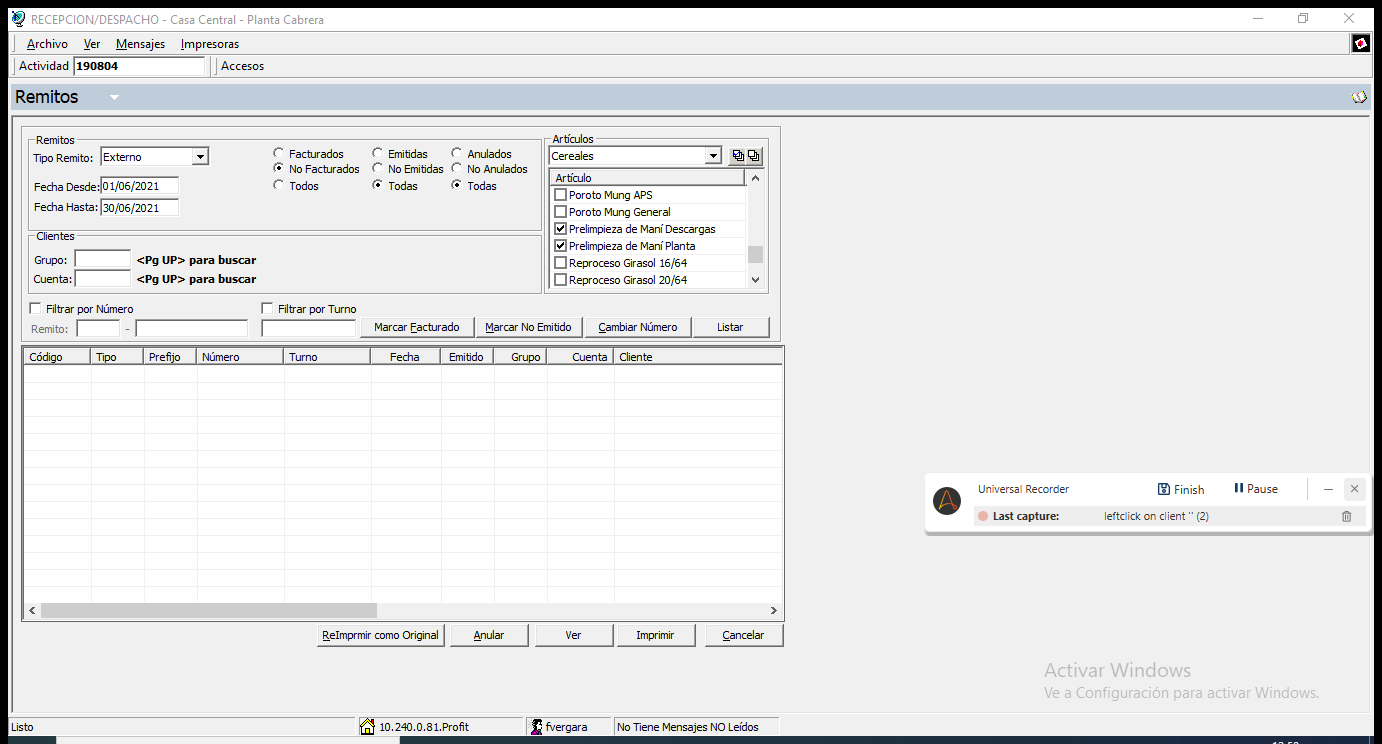 RECEPCION/DESPACHO - Casa Central - Planta Cabrera
Archivo Ver Mensajes Impresoras
Actividad 190804 Accesos
Remitos
Remitos
Tipo Remito: Externo
Fecha Desde: 01/06/2021
Fecha Hasta: 30/06/2021
Facturados Emitidas Anulados
No Facturados No Emitidas No Anulados
Todos Todas Todas
Clientes
Grupo: <Pg UP> para buscar
Cuenta: <Pg UP> para buscar
Artículos
Cereales
Artículo
Poroto Mung APS
Poroto Mung General
Prelimpieza de Maní Descargas
Prelimpieza de Maní Planta
Reproceso Girasol 16/64
Reproceso Girasol 20/64
Filtrar por Número Filtrar por Turno
Remito: -
Marcar Facturado Marcar No Emitido Cambiar Número Listar
Código Tipo Prefijo Número Turno Fecha Emitido Grupo Cuenta Cliente
ReImprmir como Original Anular Ver Imprimir Cancelar
Universal Recorder Finish Pause
Last capture: leftclick on client '' (2)
Activar Windows
Ve a Configuración para activar Windows.
Listo 10.240.0.81.Profit fvergara No Tiene Mensajes NO Leídos